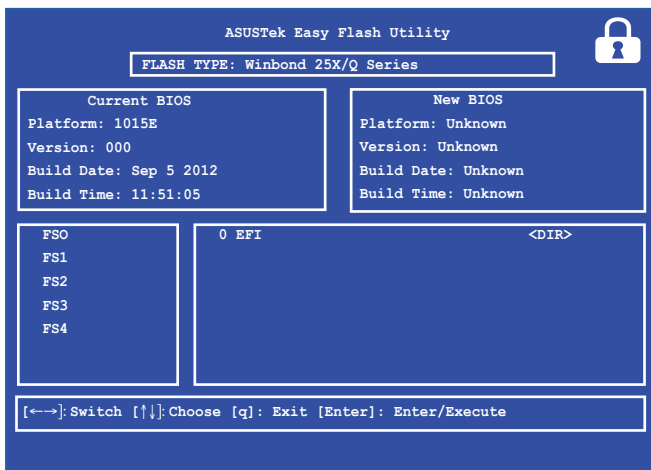 ASUSTek Easy Flash Utility
FLASH TYPE: Winbond 25X/Q Series
Current BIOS
Platform: 1015E
Version: 000
Build Date: Sep 5 2012
Build Time: 11:51:05
New BIOS
Platform: Unknown
Version: Unknown
Build Date: Unknown
Build Time: Unknown
FSO
FS1
FS2
FS3
FS4
0 EFI <DIR>
[←→]: Switch [↑↓]: Choose [q]: Exit [Enter]: Enter/Execute